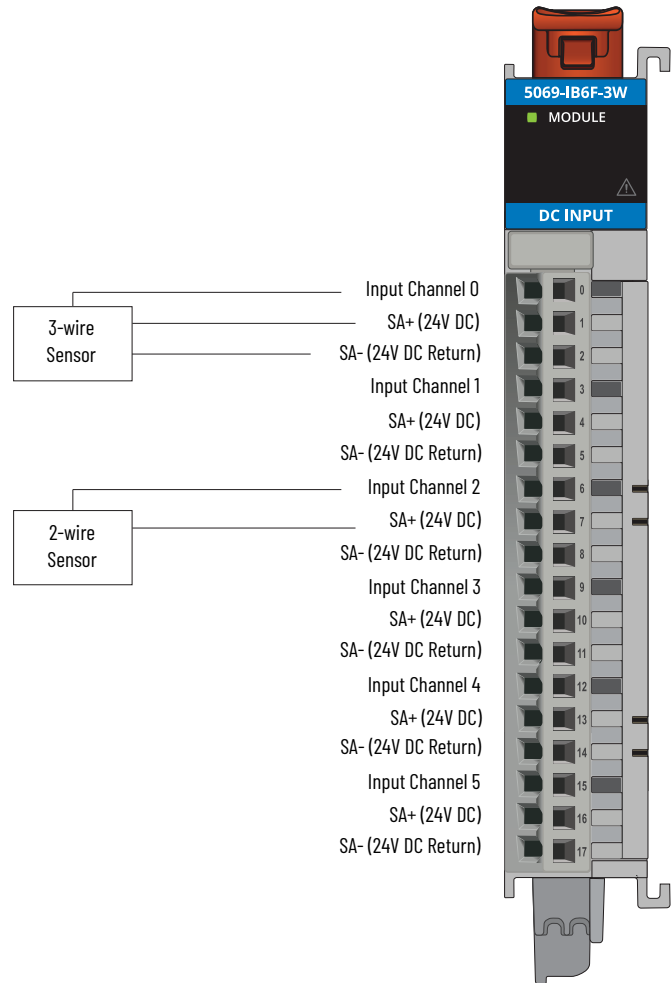 5069-IB6F-3W
MODULE
DC INPUT
3-wire
Sensor
2-wire
Sensor
Input Channel 0
SA+ (24V DC)
SA- (24V DC Return)
Input Channel 1
SA+ (24V DC)
SA- (24V DC Return)
Input Channel 2
SA+ (24V DC)
SA- (24V DC Return)
Input Channel 3
SA+ (24V DC)
SA- (24V DC Return)
Input Channel 4
SA+ (24V DC)
SA- (24V DC Return)
Input Channel 5
SA+ (24V DC)
SA- (24V DC Return)
0
1
2
3
4
5
6
7
8
9
10
11
12
13
14
15
16
17